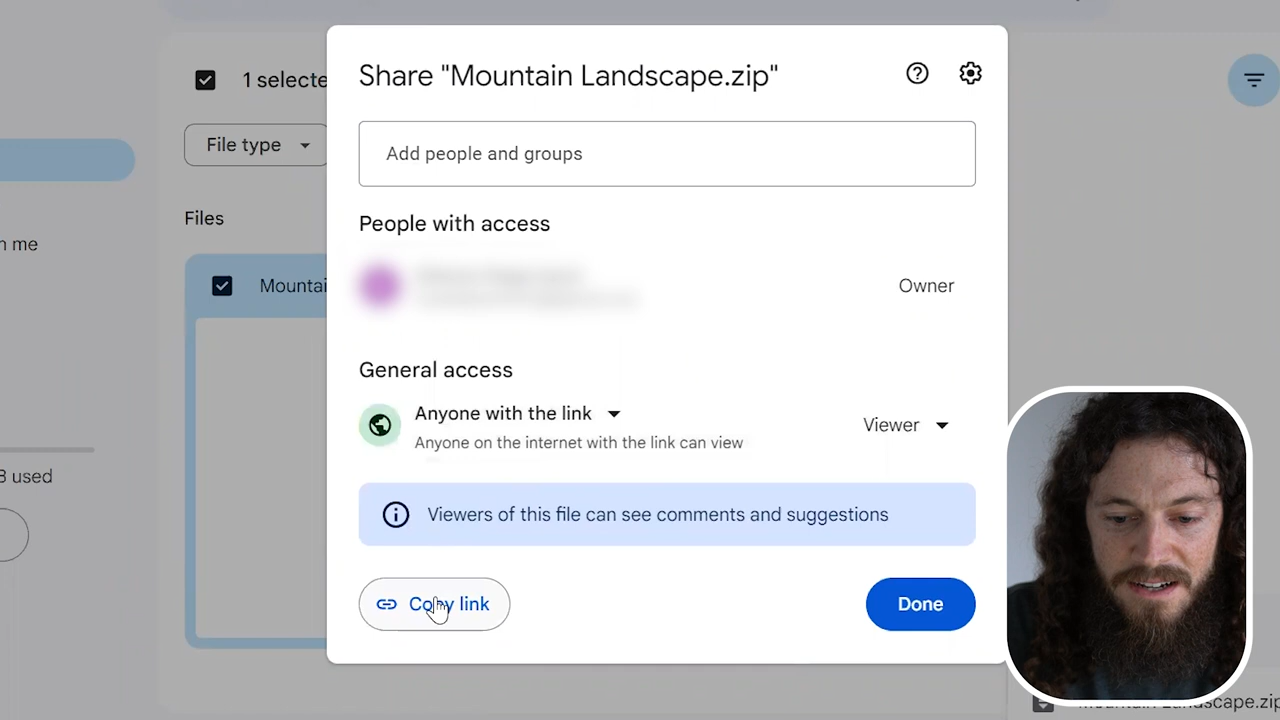 1 selecte
Share "Mountain Landscape.zip"
File type
Add people and groups
Files
People with access
n me
Mountai
Owner
General access
Anyone with the link
Anyone on the internet with the link can view
Viewer
8 used
Viewers of this file can see comments and suggestions
Copy link
Done
Mountain Landscape.zip